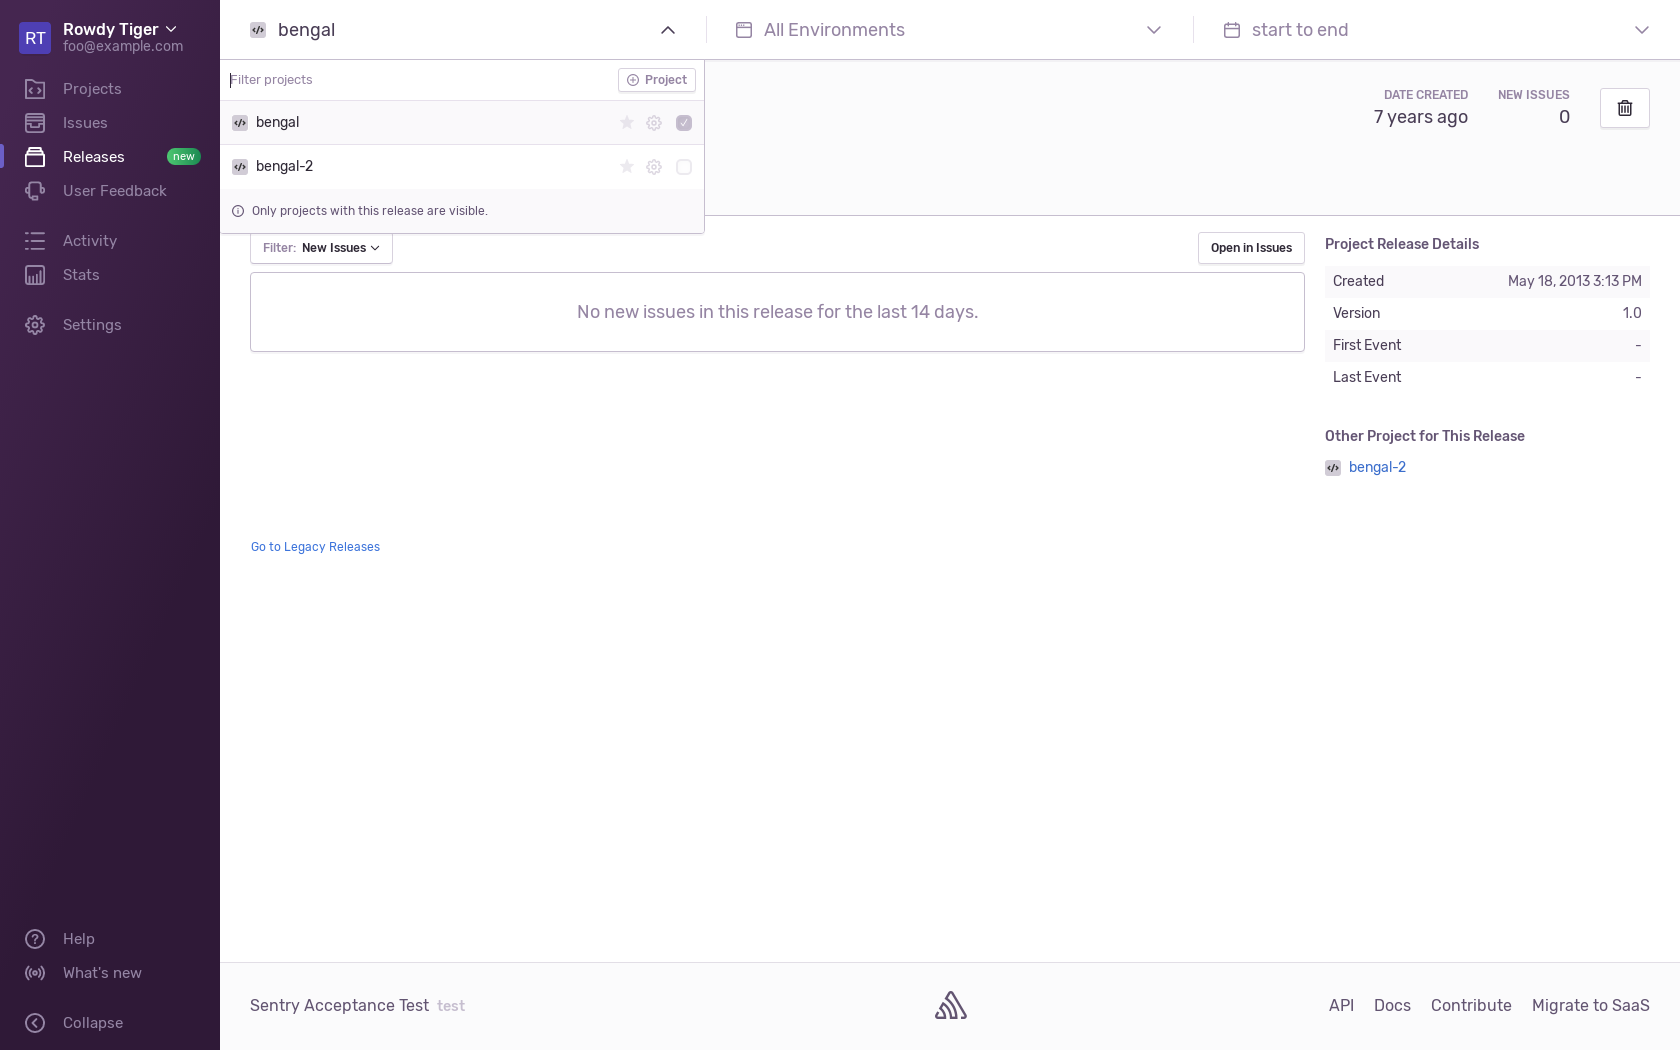 RT
Rowdy Tiger
foo@example.com
Projects
Issues
Releases new
User Feedback
Activity
Stats
Settings
Help
What's new
Collapse
bengal
All Environments
start to end
Filter projects
Project
bengal
bengal-2
Only projects with this release are visible.
DATE CREATED
7 years ago
NEW ISSUES
0
Filter: New Issues
Open in Issues
No new issues in this release for the last 14 days.
Project Release Details
Created May 18, 2013 3:13 PM
Version 1.0
First Event -
Last Event -
Other Project for This Release
bengal-2
Go to Legacy Releases
Sentry Acceptance Test test
API Docs Contribute Migrate to SaaS